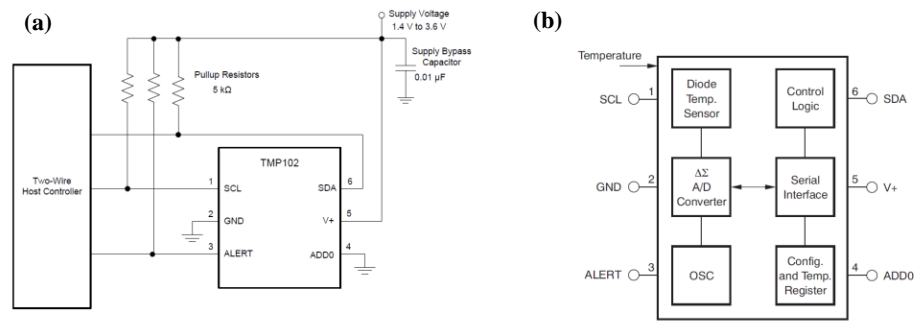 (a)
Supply Voltage
1.4 V to 3.6 V
Supply Bypass
Capacitor
0.01 µF
Pullup Resistors
5 kΩ
Two-Wire
Host Controller
TMP102
1
SCL
SDA
6
2
GND
V+
5
3
ALERT
ADD0
4
(b)
Temperature
SCL
1
Diode
Temp.
Sensor
Control
Logic
6
SDA
GND
2
ΔΣ
A/D
Converter
Serial
Interface
5
V+
ALERT
3
OSC
Config.
and Temp.
Register
4
ADD0